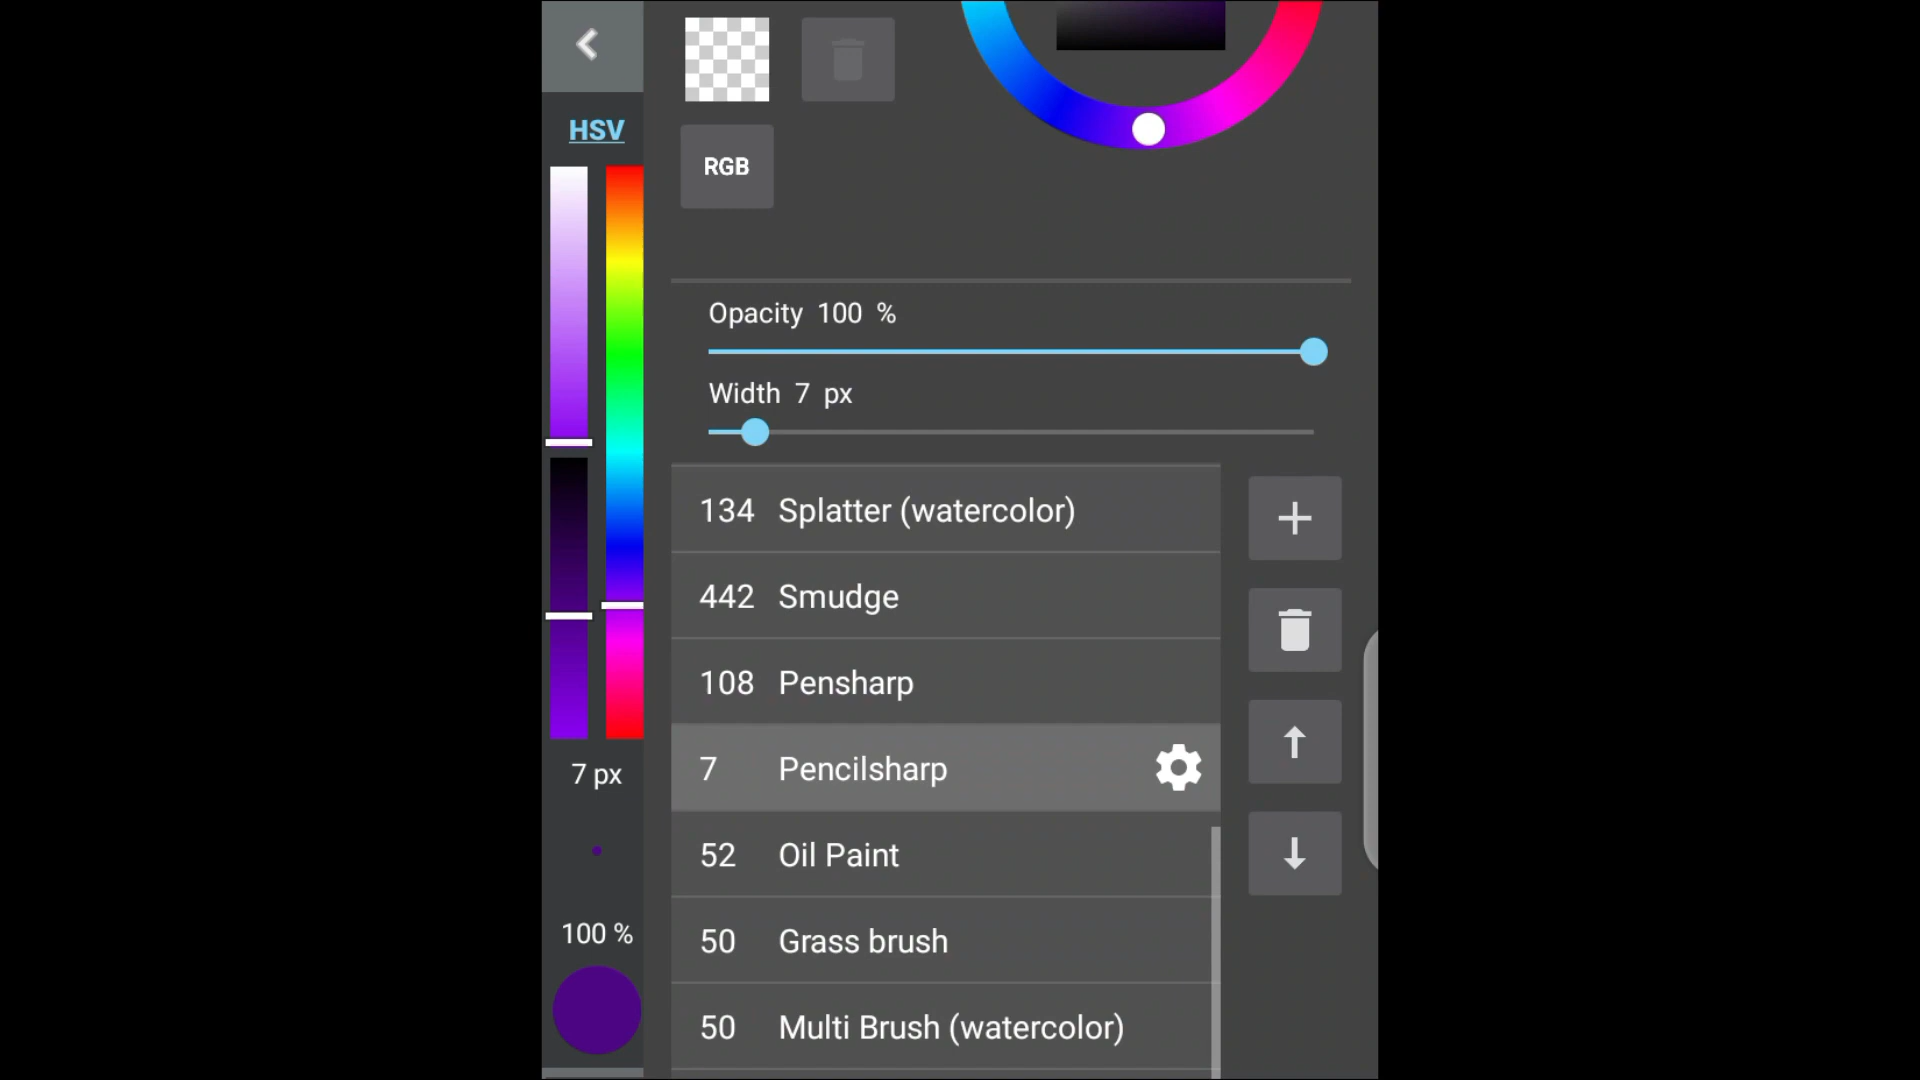 HSV
RGB
Opacity 100 %
Width 7 px
134 Splatter (watercolor)
442 Smudge
108 Pensharp
7 Pencilsharp
52 Oil Paint
50 Grass brush
50 Multi Brush (watercolor)
7 px
100 %